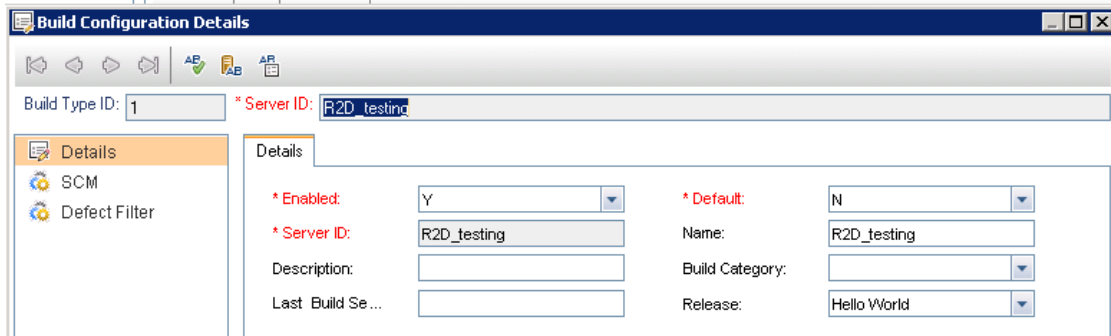 Build Configuration Details
Build Type ID: 1 * Server ID: R2D_testing
Details
SCM
Defect Filter
Details
* Enabled: Y * Default: N
* Server ID: R2D_testing Name: R2D_testing
Description: Build Category:
Last Build Se... Release: Hello World